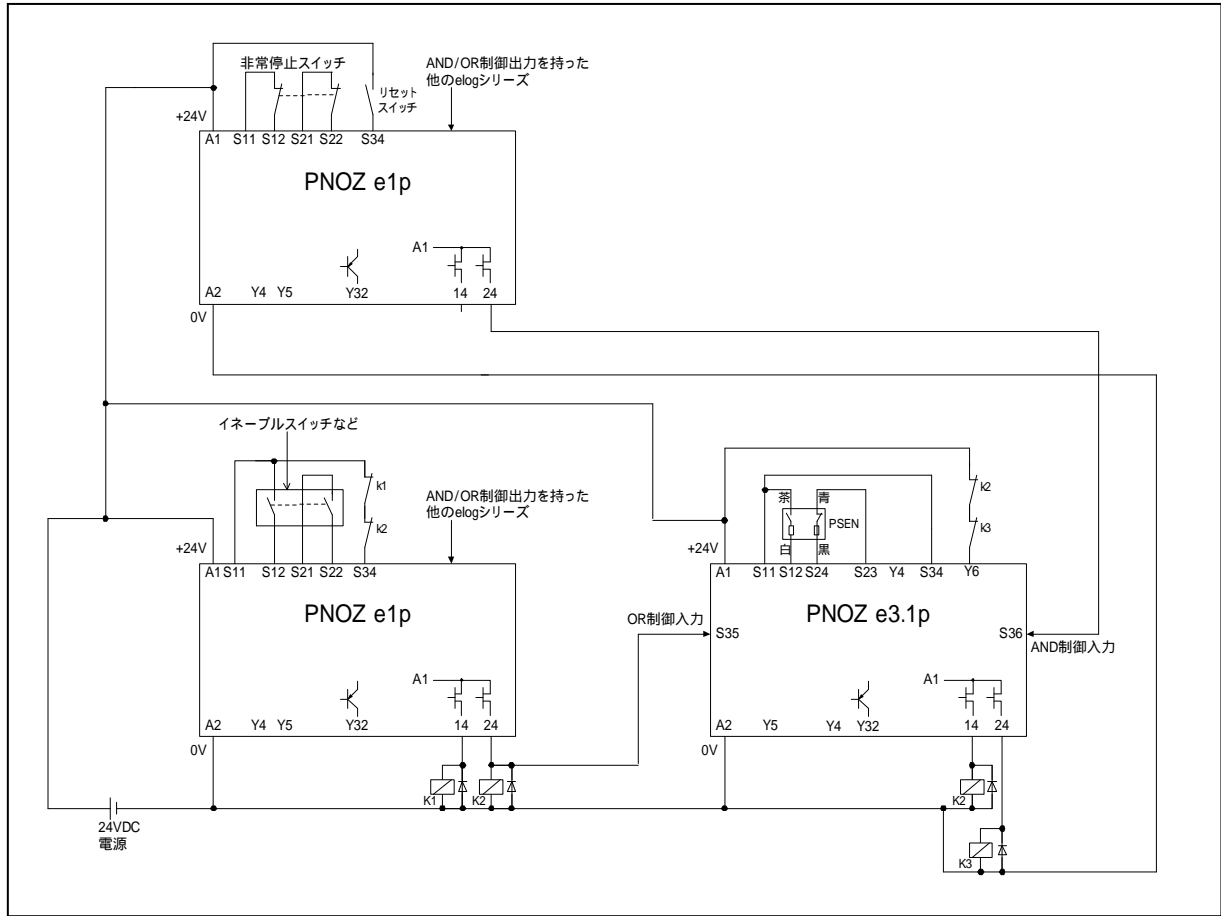 非常停止スイッチ
AND/OR制御出力を持った
他のelogシリーズ
リセット
スイッチ
+24V
A1 S11 S12 S21 S22 S34
PNOZ e1p
A1
A2 Y4 Y5 Y32 14 24
0V
イネーブルスイッチなど
k1
k2
AND/OR制御出力を持った
他のelogシリーズ
+24V
A1 S11 S12 S21 S22 S34
PNOZ e1p
A1
A2 Y4 Y5 Y32 14 24
0V
K1 K2
24VDC
電源
OR制御入力
k2
k3
茶 青
PSEN
白 黒
+24V
A1 S11 S12 S24 S23 Y4 S34 Y6
PNOZ e3.1p
S35 S36
AND制御入力
A1
A2 Y5 Y4 Y32 14 24
0V
K2
K3